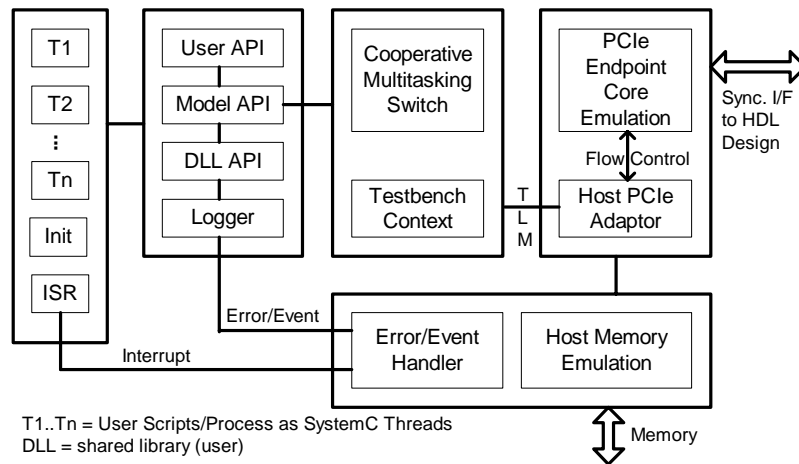 T1
T2
Tn
Init
ISR
User API
Model API
DLL API
Logger
Cooperative
Multitasking
Switch
Testbench
Context
T
L
M
PCIe
Endpoint
Core
Emulation
Flow Control
Host PCIe
Adaptor
Sync. I/F
to HDL
Design
Error/Event
Interrupt
Error/Event
Handler
Host Memory
Emulation
Memory
T1..Tn = User Scripts/Process as SystemC Threads
DLL = shared library (user)